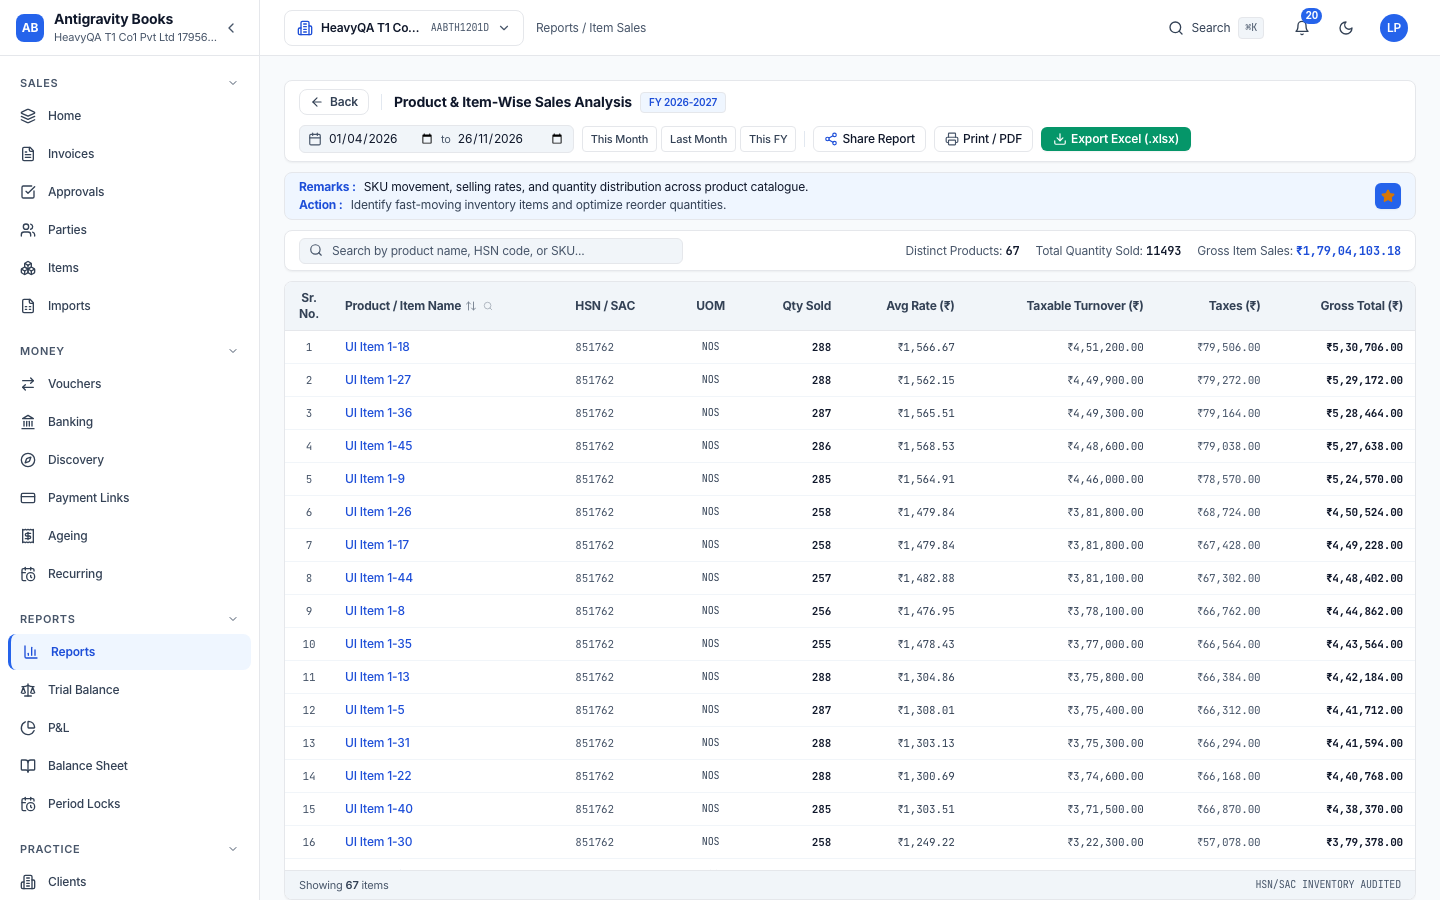 AB
Antigravity Books
HeavyQA T1 Co1 Pvt Ltd 17956...
HeavyQA T1 Co... AABTH1201D
Reports / Item Sales
Search ⌘K
20
LP
SALES
Home
Invoices
Approvals
Parties
Items
Imports
MONEY
Vouchers
Banking
Discovery
Payment Links
Ageing
Recurring
REPORTS
Reports
Trial Balance
P&L
Balance Sheet
Period Locks
PRACTICE
Clients
Back
Product & Item-Wise Sales Analysis
FY 2026-2027
01/04/2026 to 26/11/2026
This Month
Last Month
This FY
Share Report
Print / PDF
Export Excel (.xlsx)
Remarks : SKU movement, selling rates, and quantity distribution across product catalogue.
Action : Identify fast-moving inventory items and optimize reorder quantities.
Search by product name, HSN code, or SKU...
Distinct Products: 67 Total Quantity Sold: 11493 Gross Item Sales: ₹1,79,04,103.18
Sr. No. Product / Item Name HSN / SAC UOM Qty Sold Avg Rate (₹) Taxable Turnover (₹) Taxes (₹) Gross Total (₹)
1 UI Item 1-18 851762 NOS 288 ₹1,566.67 ₹4,51,200.00 ₹79,506.00 ₹5,30,706.00
2 UI Item 1-27 851762 NOS 288 ₹1,562.15 ₹4,49,900.00 ₹79,272.00 ₹5,29,172.00
3 UI Item 1-36 851762 NOS 287 ₹1,565.51 ₹4,49,300.00 ₹79,164.00 ₹5,28,464.00
4 UI Item 1-45 851762 NOS 286 ₹1,568.53 ₹4,48,600.00 ₹79,038.00 ₹5,27,638.00
5 UI Item 1-9 851762 NOS 285 ₹1,564.91 ₹4,46,000.00 ₹78,570.00 ₹5,24,570.00
6 UI Item 1-26 851762 NOS 258 ₹1,479.84 ₹3,81,800.00 ₹68,724.00 ₹4,50,524.00
7 UI Item 1-17 851762 NOS 258 ₹1,479.84 ₹3,81,800.00 ₹67,428.00 ₹4,49,228.00
8 UI Item 1-44 851762 NOS 257 ₹1,482.88 ₹3,81,100.00 ₹67,302.00 ₹4,48,402.00
9 UI Item 1-8 851762 NOS 256 ₹1,476.95 ₹3,78,100.00 ₹66,762.00 ₹4,44,862.00
10 UI Item 1-35 851762 NOS 255 ₹1,478.43 ₹3,77,000.00 ₹66,564.00 ₹4,43,564.00
11 UI Item 1-13 851762 NOS 288 ₹1,304.86 ₹3,75,800.00 ₹66,384.00 ₹4,42,184.00
12 UI Item 1-5 851762 NOS 287 ₹1,308.01 ₹3,75,400.00 ₹66,312.00 ₹4,41,712.00
13 UI Item 1-31 851762 NOS 288 ₹1,303.13 ₹3,75,300.00 ₹66,294.00 ₹4,41,594.00
14 UI Item 1-22 851762 NOS 288 ₹1,300.69 ₹3,74,600.00 ₹66,168.00 ₹4,40,768.00
15 UI Item 1-40 851762 NOS 285 ₹1,303.51 ₹3,71,500.00 ₹66,870.00 ₹4,38,370.00
16 UI Item 1-30 851762 NOS 258 ₹1,249.22 ₹3,22,300.00 ₹57,078.00 ₹3,79,378.00
Showing 67 items
HSN/SAC INVENTORY AUDITED